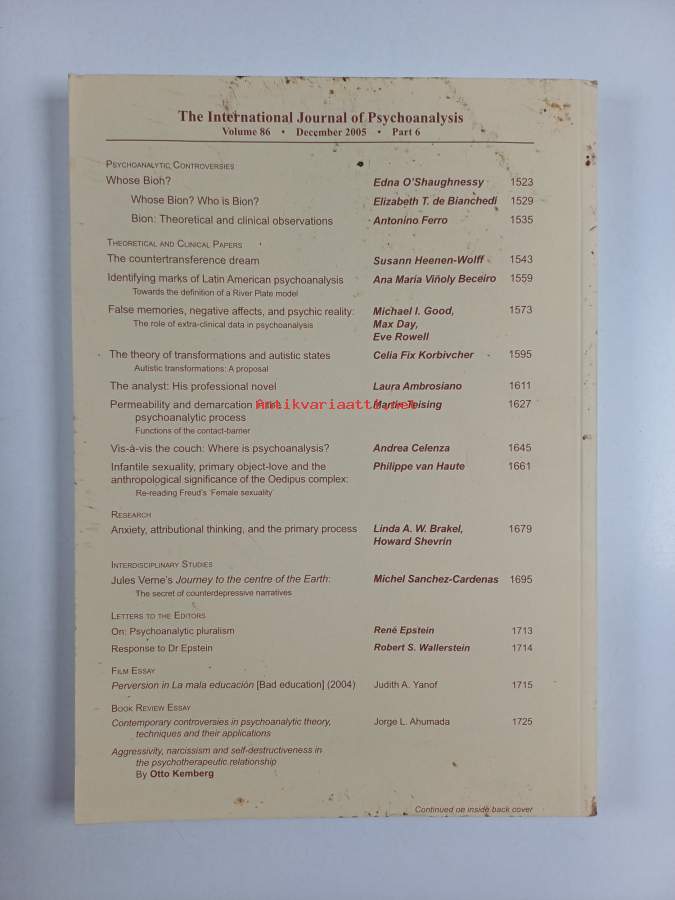 The International Journal of Psychoanalysis
Volume 86 • December 2005 • Part 6
PSYCHOANALYTIC CONTROVERSIES
Whose Bion? Edna O'Shaughnessy 1523
Whose Bion? Who is Bion? Elizabeth T. de Bianchedi 1529
Bion: Theoretical and clinical observations Antonino Ferro 1535
THEORETICAL AND CLINICAL PAPERS
The countertransference dream Susann Heenen-Wolff 1543
Identifying marks of Latin American psychoanalysis Ana María Viñoly Beceiro 1559
Towards the definition of a River Plate model
False memories, negative affects, and psychic reality: Michael I. Good, 1573
The role of extra-clinical data in psychoanalysis Max Day,
Eve Rowell
The theory of transformations and autistic states Celia Fix Korbivcher 1595
Autistic transformations: A proposal
The analyst: His professional novel Laura Ambrosiano 1611
Permeability and demarcation in the Martin Teising 1627
Antikvariaatti.net
psychoanalytic process
Functions of the contact-barrier
Vis-à-vis the couch: Where is psychoanalysis? Andrea Celenza 1645
Infantile sexuality, primary object-love and the Philippe van Haute 1661
anthropological significance of the Oedipus complex:
Re-reading Freud's 'Female sexuality'
RESEARCH
Anxiety, attributional thinking, and the primary process Linda A. W. Brakel, 1679
Howard Shevrin
INTERDISCIPLINARY STUDIES
Jules Verne's Journey to the centre of the Earth: Michel Sanchez-Cardenas 1695
The secret of counterdepressive narratives
LETTERS TO THE EDITORS
On: Psychoanalytic pluralism René Epstein 1713
Response to Dr Epstein Robert S. Wallerstein 1714
FILM ESSAY
Perversion in La mala educación [Bad education] (2004) Judith A. Yanof 1715
BOOK REVIEW ESSAY
Contemporary controversies in psychoanalytic theory, Jorge L. Ahumada 1725
techniques and their applications
Aggressivity, narcissism and self-destructiveness in
the psychotherapeutic relationship
By Otto Kernberg
Continued on inside back cover